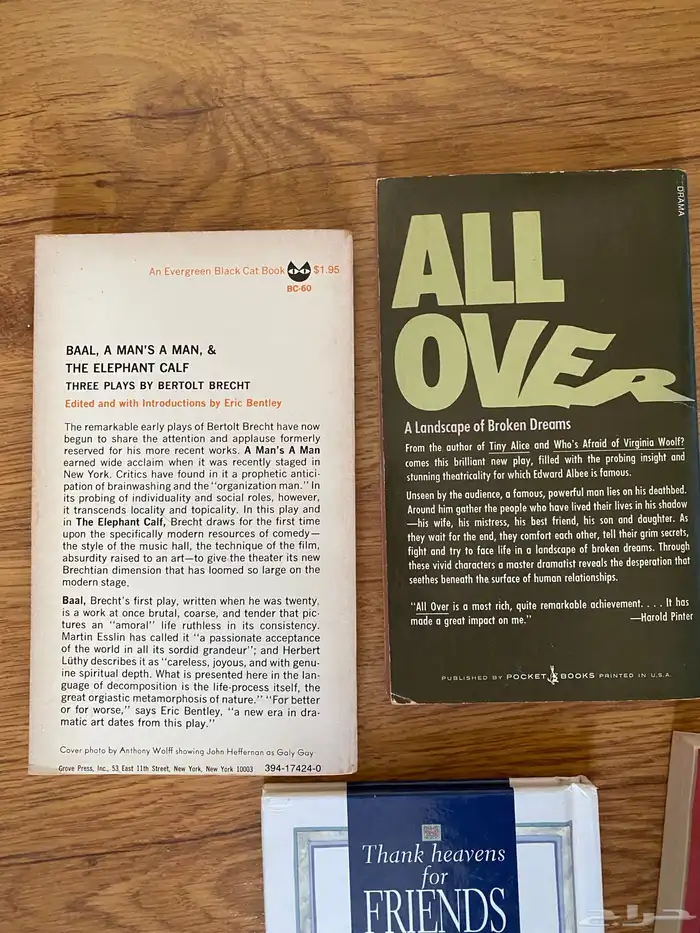 An Evergreen Black Cat Book $1.95
BC-60
BAAL, A MAN'S A MAN, &
THE ELEPHANT CALF
THREE PLAYS BY BERTOLT BRECHT
Edited and with Introductions by Eric Bentley
The remarkable early plays of Bertolt Brecht have now
begun to share the attention and applause formerly
reserved for his more recent works. A Man's A Man
earned wide acclaim when it was recently staged in
New York. Critics have found in it a prophetic antici-
pation of brainwashing and the "organization man." In
its probing of individuality and social roles, however,
it transcends locality and topicality. In this play and
in The Elephant Calf, Brecht draws for the first time
upon the specifically modern resources of comedy—
the style of the music hall, the technique of the film,
absurdity raised to an art—to give the theater its new
Brechtian dimension that has loomed so large on the
modern stage.
Baal, Brecht's first play, written when he was twenty,
is a work at once brutal, coarse, and tender that pic-
tures an "amoral" life ruthless in its consistency.
Martin Esslin has called it "a passionate acceptance
of the world in all its sordid grandeur"; and Herbert
Lüthy describes it as "careless, joyous, and with genu-
ine spiritual depth. What is presented here in the lan-
guage of decomposition is the life-process itself, the
great orgiastic metamorphosis of nature." "For better
or for worse," says Eric Bentley, "a new era in dra-
matic art dates from this play."
Cover photo by Anthony Wolff showing John Heffernan as Galy Gay
Grove Press, Inc., 53 East 11th Street, New York, New York 10003 394-17424-0
DRAMA
ALL
OVER
A Landscape of Broken Dreams
From the author of Tiny Alice and Who's Afraid of Virginia Woolf?
comes this brilliant new play, filled with the probing insight and
stunning theatricality for which Edward Albee is famous.
Unseen by the audience, a famous, powerful man lies on his deathbed.
Around him gather the people who have lived their lives in his shadow
—his wife, his mistress, his best friend, his son and daughter. As
they wait for the end, they comfort each other, tell their grim secrets,
fight and try to face life in a landscape of broken dreams. Through
these vivid characters a master dramatist reveals the desperation that
seethes beneath the surface of human relationships.
"All Over is a most rich, quite remarkable achievement. . . . It has
made a great impact on me." —Harold Pinter
PUBLISHED BY POCKET BOOKS PRINTED IN U.S.A.
Thank heavens
for
FRIENDS
حراج